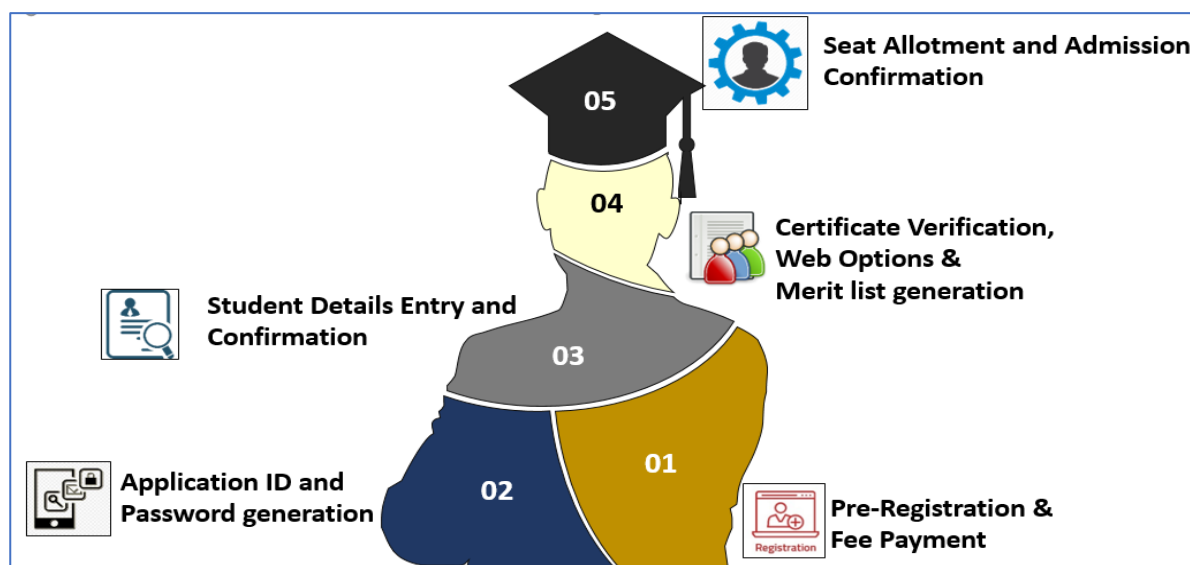 05
Seat Allotment and Admission
Confirmation
04
Certificate Verification,
Web Options &
Merit list generation
Student Details Entry and
Confirmation
03
Application ID and
Password generation
02
01
Registration
Pre-Registration &
Fee Payment